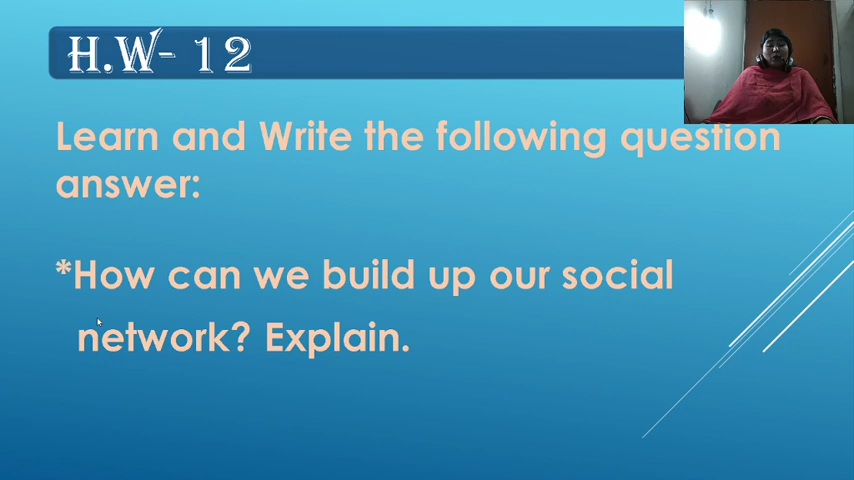 H.W- 12
Learn and Write the following question
answer:
*How can we build up our social
network? Explain.